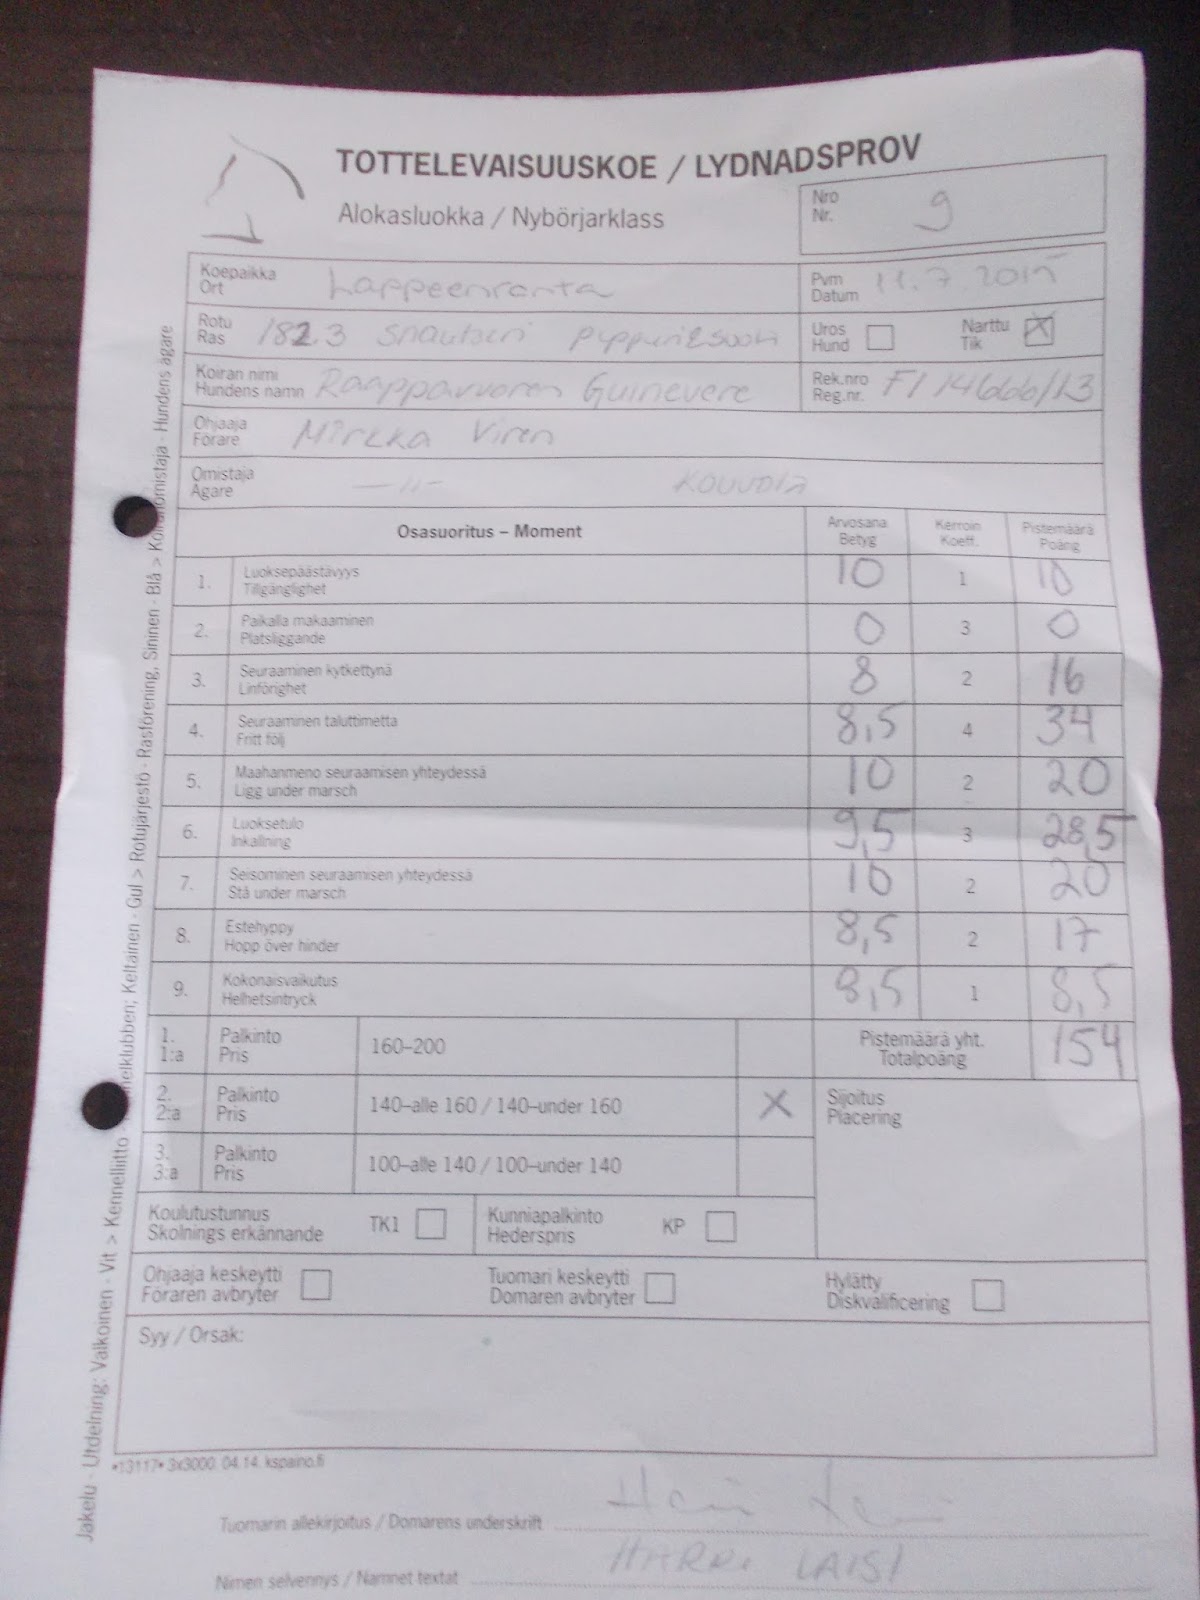 TOTTELEVAISUUSKOE / LYDNADSPROV
Alokasluokka / Nybörjarklass
Nro
Nr.
9
Koepaikka
Ort
Lappeenranta
Pvm
Datum
11.7.2015
Rotu
Ras
182.3 snautseri pippuri&suola
Uros
Hund
Narttu
Tik
X
Koiran nimi
Hundens namn
Raapparvuoren Guinevere
Rek.nro
Reg.nr.
FI14666/13
Ohjaaja
Förare
Mirkka Viren
Omistaja
Ägare
—"—
KOUVOLA
Osasuoritus – Moment
Arvosana
Betyg
Kerroin
Koeff.
Pistemäärä
Poäng
1.
Luoksepäästävyys
Tillgänglighet
10
1
10
2.
Paikalla makaaminen
Platsliggande
0
3
0
3.
Seuraaminen kytkettynä
Linförighet
8
2
16
4.
Seuraaminen taluttimetta
Fritt följ
8,5
4
34
5.
Maahanmeno seuraamisen yhteydessä
Ligg under marsch
10
2
20
6.
Luoksetulo
Inkallning
9,5
3
28,5
7.
Seisominen seuraamisen yhteydessä
Stå under marsch
10
2
20
8.
Estehyppy
Hopp över hinder
8,5
2
17
9.
Kokonaisvaikutus
Helhetsintryck
8,5
1
8,5
1.
1:a
Palkinto
Pris
160–200
Pistemäärä yht.
Totalpoäng
154
2.
2:a
Palkinto
Pris
140–alle 160 / 140–under 160
X
Sijoitus
Placering
3.
3:a
Palkinto
Pris
100–alle 140 / 100–under 140
Koulutustunnus
Skolnings erkännande
TK1
Kunniapalkinto
Hederspris
KP
Ohjaaja keskeytti
Föraren avbryter
Tuomari keskeytti
Domaren avbryter
Hylätty
Diskvalificering
Syy / Orsak:
*13117* 3x3000. 04.14. kspaino.fi
Tuomarin allekirjoitus / Domarens underskrift
Nimen selvennys / Namnet textat
HARRI LAISI
Jakelu - Utdelning: Valkoinen - Vit > Kennelliitto - Kennelklubben; Keltainen - Gul > Rotujärjestö - Rasförening, Sininen - Blå > Koiranomistaja - Hundens ägare